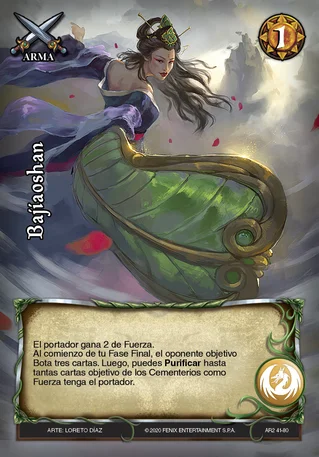 ARMA
1
Bajiaoshan
El portador gana 2 de Fuerza.
Al comienzo de tu Fase Final, el oponente objetivo
Bota tres cartas. Luego, puedes Purificar hasta
tantas cartas objetivo de los Cementerios como
Fuerza tenga el portador.
ARTE: LORETO DÍAZ
© 2020 FENIX ENTERTAINMENT S.P.A.
AR2 41-80